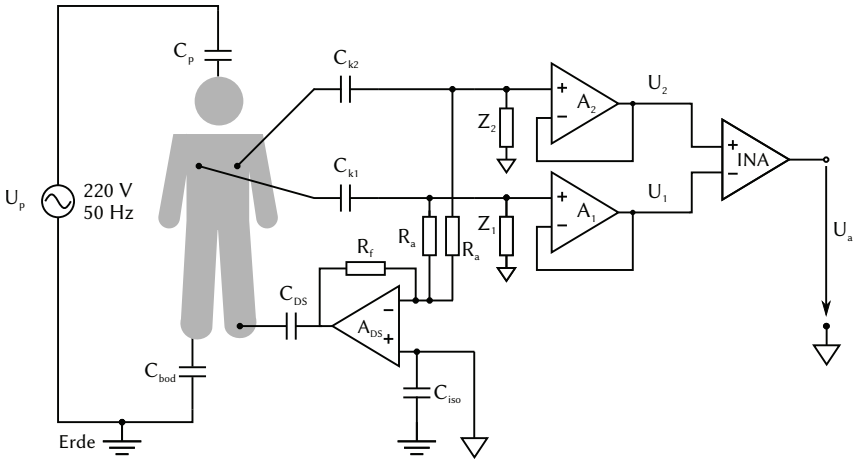 C_p
C_k2
U_2
A_2
Z_2
INA
C_k1
U_p
220 V
50 Hz
U_1
A_1
Z_1
R_a
R_a
U_a
R_f
C_DS
A_DS
C_bod
C_iso
Erde